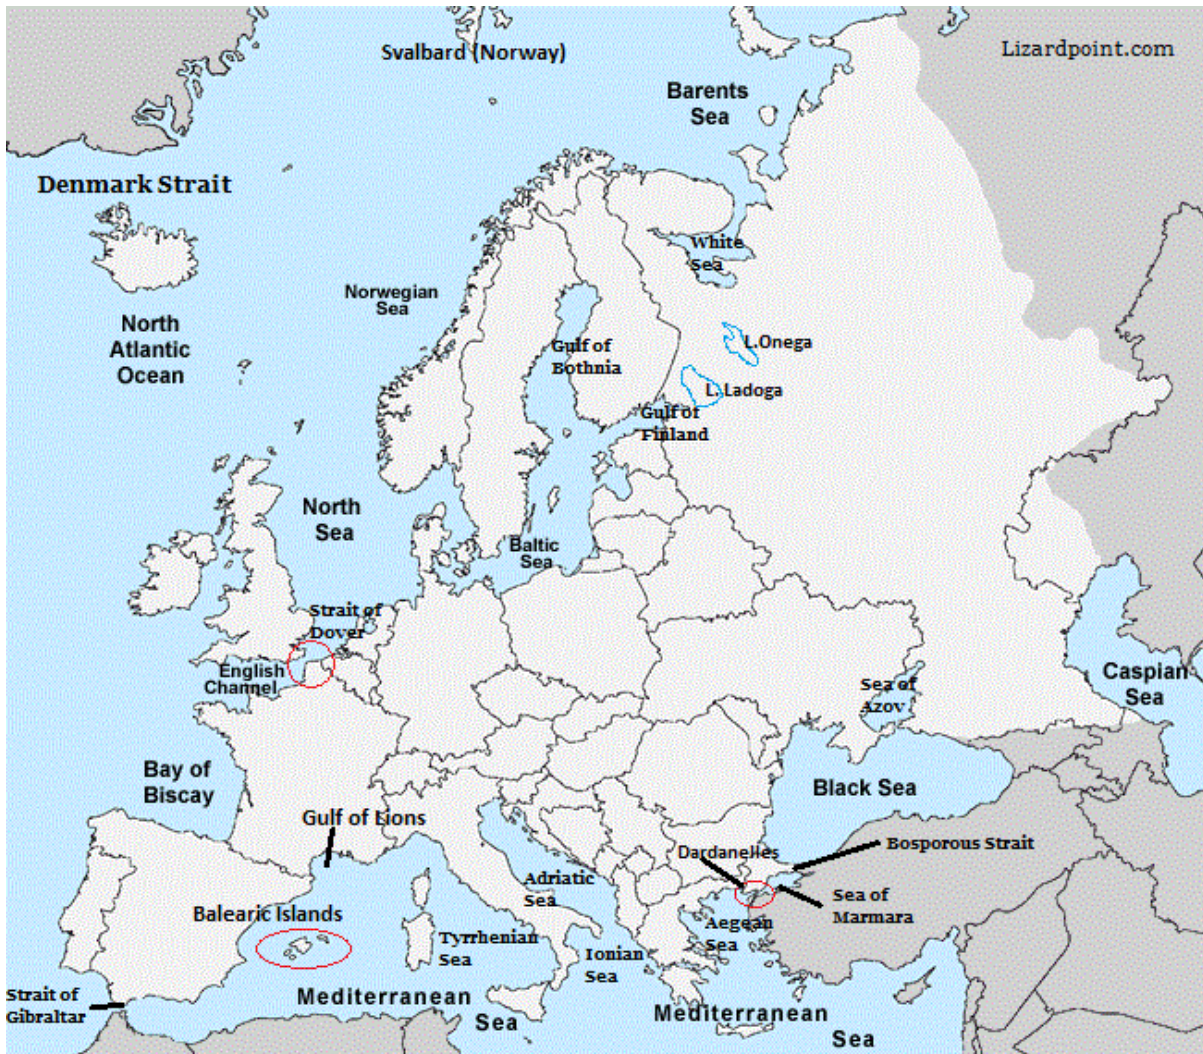 Svalbard (Norway)
Lizardpoint.com
Barents
Sea
Denmark Strait
White
Sea
Norwegian
Sea
North
Atlantic
Ocean
Gulf of
Bothnia
L.Onega
L. Ladoga
Gulf of
Finland
North
Sea
Baltic
Sea
Strait of
Dover
English
Channel
Caspian
Sea
Sea of
Azov
Bay of
Biscay
Black Sea
Gulf of Lions
Bosporous Strait
Dardanelles
Adriatic
Sea
Sea of
Marmara
Balearic Islands
Aegean
Sea
Tyrrhenian
Sea
Ionian
Sea
Strait of
Gibraltar
Mediterranean
Sea
Mediterranean
Sea